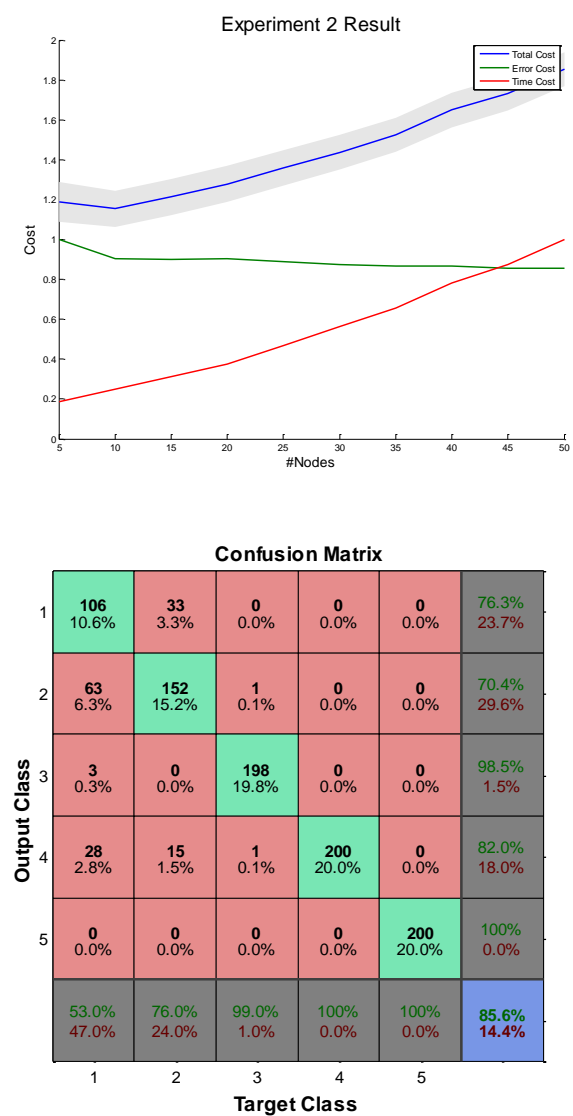 Experiment 2 Result
2
1.8
1.6
1.4
1.2
1
0.8
0.6
0.4
0.2
0
Cost
Total Cost
Error Cost
Time Cost
5 10 15 20 25 30 35 40 45 50
#Nodes
Confusion Matrix
Output Class
1
106 33 0 0 0 76.3%
10.6% 3.3% 0.0% 0.0% 0.0% 23.7%
2
63 152 1 0 0 70.4%
6.3% 15.2% 0.1% 0.0% 0.0% 29.6%
3
3 0 198 0 0 98.5%
0.3% 0.0% 19.8% 0.0% 0.0% 1.5%
4
28 15 1 200 0 82.0%
2.8% 1.5% 0.1% 20.0% 0.0% 18.0%
5
0 0 0 0 200 100%
0.0% 0.0% 0.0% 0.0% 20.0% 0.0%
53.0% 76.0% 99.0% 100% 100% 85.6%
47.0% 24.0% 1.0% 0.0% 0.0% 14.4%
1 2 3 4 5
Target Class